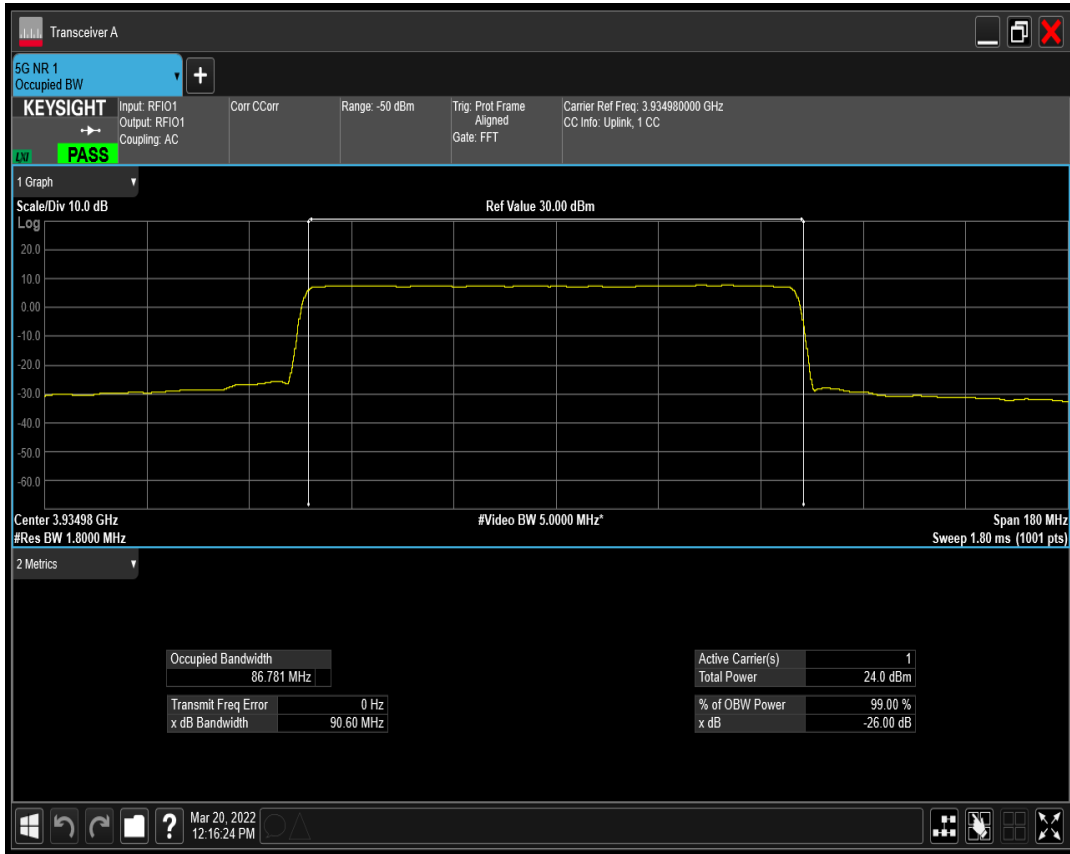 Transceiver A
5G NR 1
Occupied BW
+
KEYSIGHT
LXI
PASS
Input: RFIO1
Output: RFIO1
Coupling: AC
Corr CCorr
Range: -50 dBm
Trig: Prot Frame
Aligned
Gate: FFT
Carrier Ref Freq: 3.934980000 GHz
CC Info: Uplink, 1 CC
1 Graph
Scale/Div 10.0 dB
Ref Value 30.00 dBm
Log
20.0
10.0
0.00
-10.0
-20.0
-30.0
-40.0
-50.0
-60.0
Center 3.93498 GHz
#Video BW 5.0000 MHz*
Span 180 MHz
#Res BW 1.8000 MHz
Sweep 1.80 ms (1001 pts)
2 Metrics
Occupied Bandwidth
86.781 MHz
Transmit Freq Error 0 Hz
x dB Bandwidth 90.60 MHz
Active Carrier(s) 1
Total Power 24.0 dBm
% of OBW Power 99.00 %
x dB -26.00 dB
?
Mar 20, 2022
12:16:24 PM